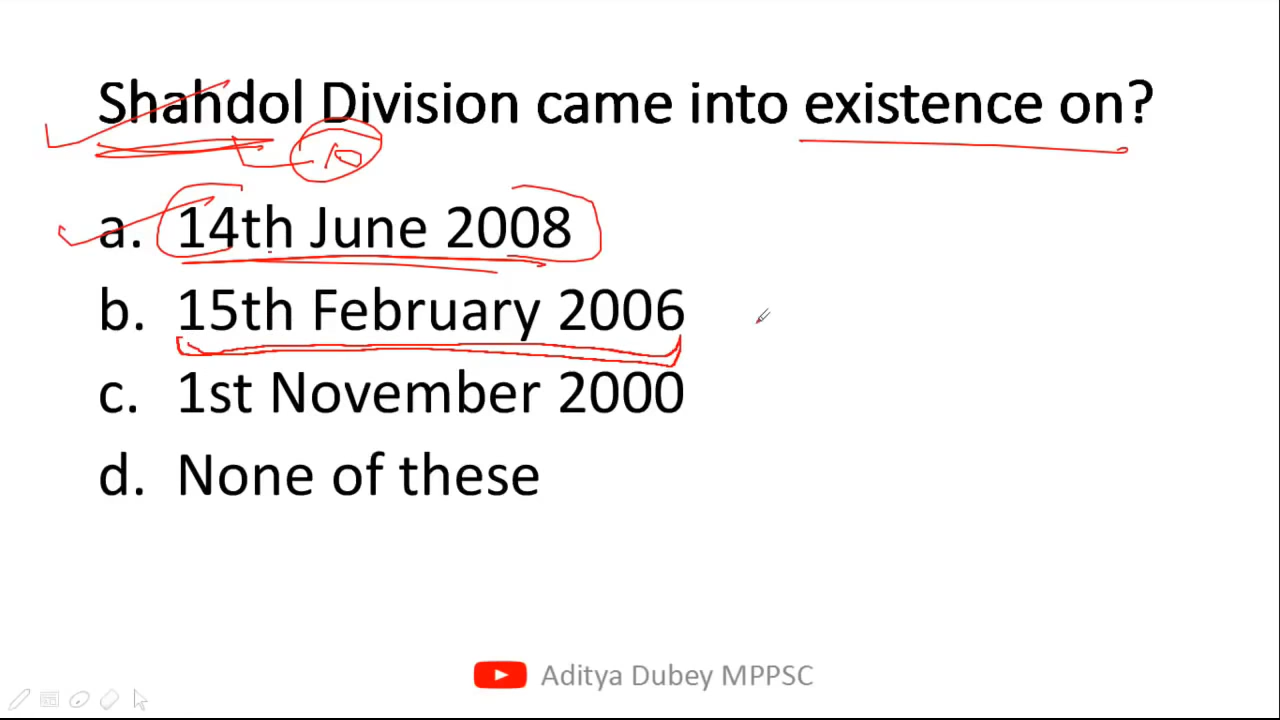 Shahdol Division came into existence on?
10
a. 14th June 2008
b. 15th February 2006
c. 1st November 2000
d. None of these
Aditya Dubey MPPSC